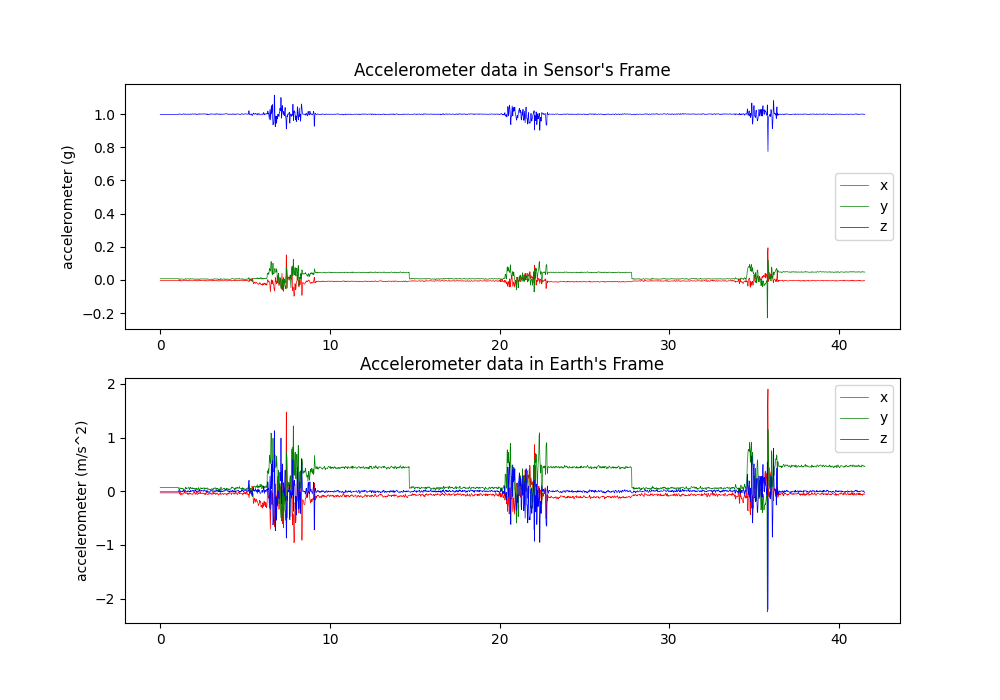 Accelerometer data in Sensor's Frame
accelerometer (g)
1.0
0.8
0.6
0.4
0.2
0.0
−0.2
x
y
z
0 10 20 30 40
Accelerometer data in Earth's Frame
accelerometer (m/s^2)
2
1
0
−1
−2
x
y
z
0 10 20 30 40